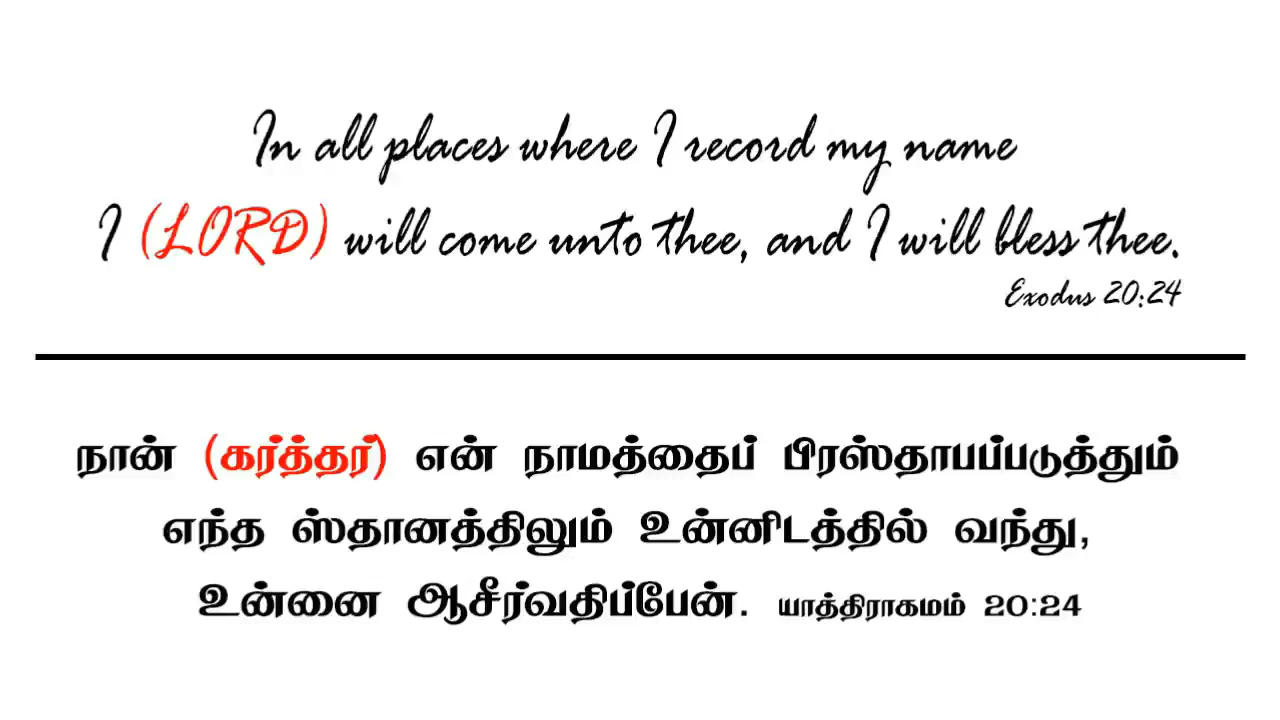 In all places where I record my name
I (LORD) will come unto thee, and I will bless thee.
Exodus 20:24
நான் (கர்த்தர்) என் நாமத்தைப் பிரஸ்தாபப்படுத்தும்
எந்த ஸ்தானத்திலும் உன்னிடத்தில் வந்து,
உன்னை ஆசீர்வதிப்பேன். யாத்திராகமம் 20:24